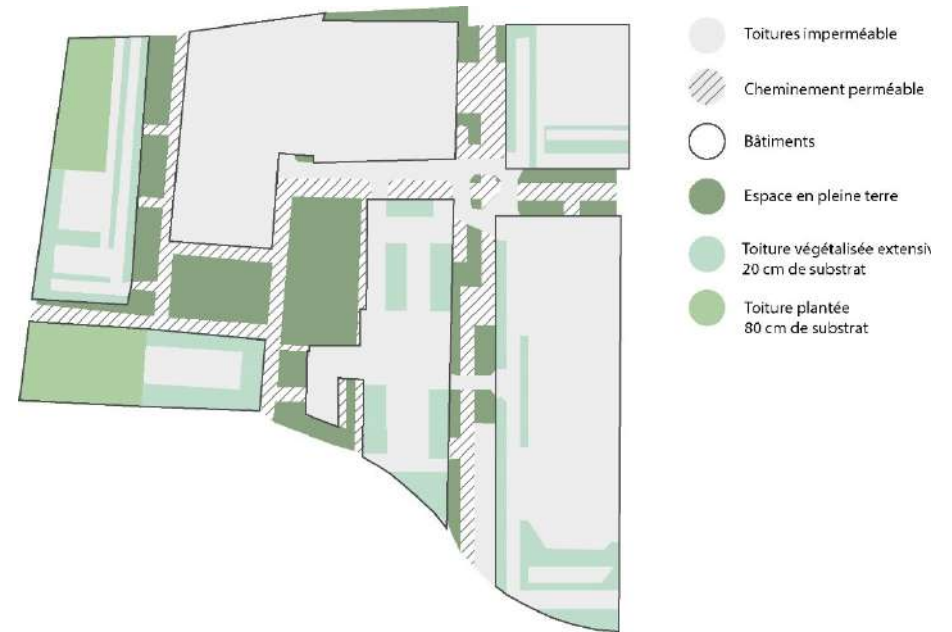 Toitures imperméable
Cheminement perméable
Bâtiments
Espace en pleine terre
Toiture végétalisée extensiv
20 cm de substrat
Toiture plantée
80 cm de substrat